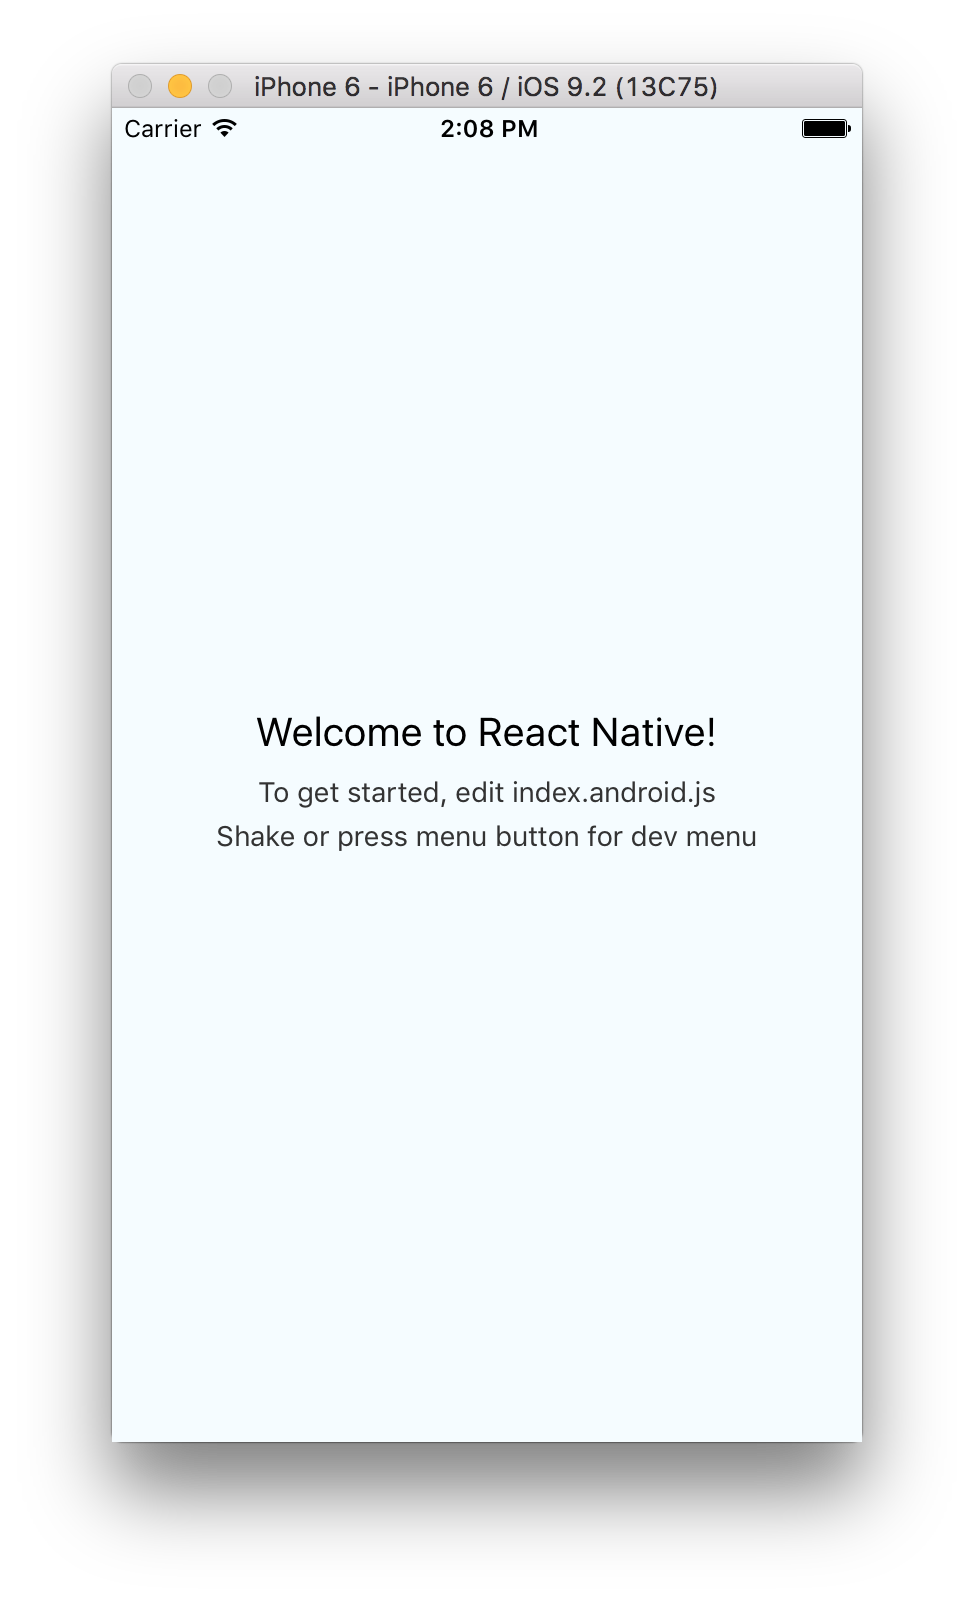 iPhone 6 - iPhone 6 / iOS 9.2 (13C75)
Carrier 2:08 PM
Welcome to React Native!
To get started, edit index.android.js
Shake or press menu button for dev menu